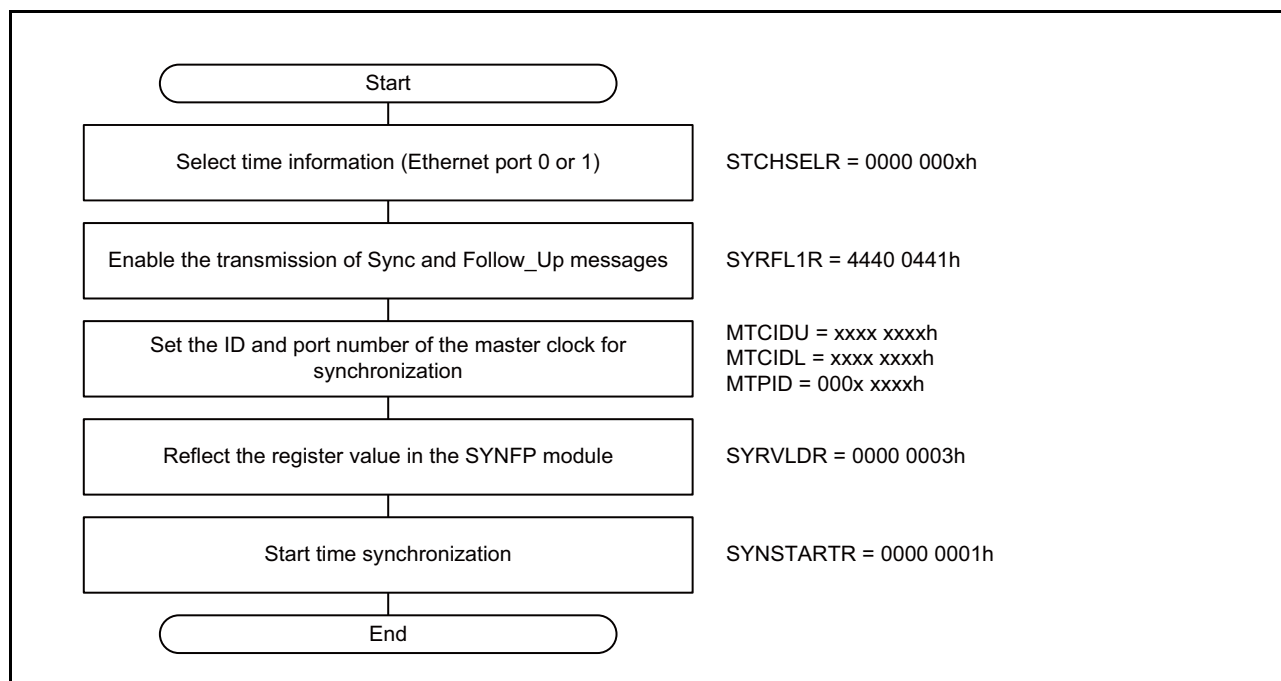 Start
Select time information (Ethernet port 0 or 1)
STCHSELR = 0000 000xh
Enable the transmission of Sync and Follow_Up messages
SYRFL1R = 4440 0441h
Set the ID and port number of the master clock for
synchronization
MTCIDU = xxxx xxxxh
MTCIDL = xxxx xxxxh
MTPID = 000x xxxxh
Reflect the register value in the SYNFP module
SYRVLDR = 0000 0003h
Start time synchronization
SYNSTARTR = 0000 0001h
End